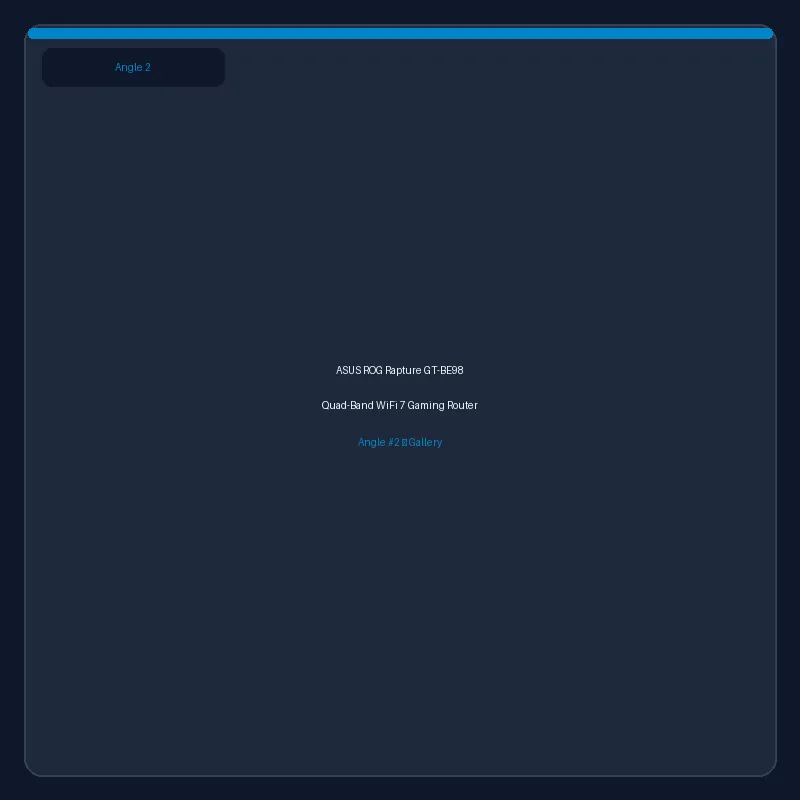 Angle 2
ASUS ROG Rapture GT-BE98
Quad-Band WiFi 7 Gaming Router
Angle #2 Gallery